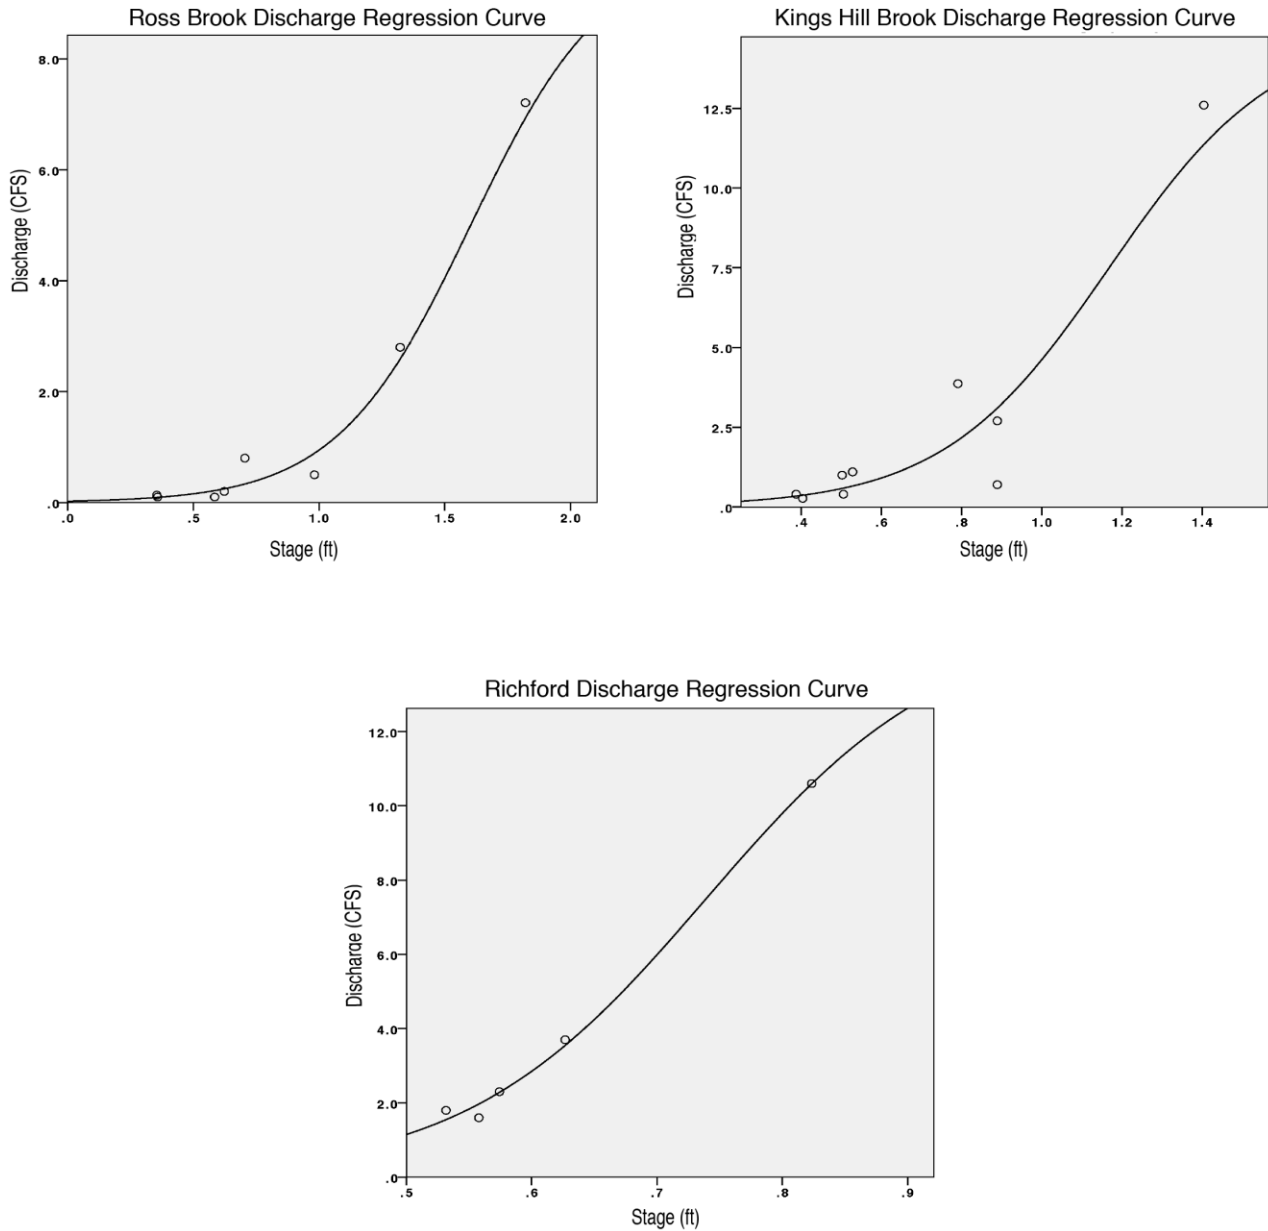 Ross Brook Discharge Regression Curve
8.0
6.0
4.0
2.0
.0
Discharge (CFS)
.0 .5 1.0 1.5 2.0
Stage (ft)
Kings Hill Brook Discharge Regression Curve
12.5
10.0
7.5
5.0
2.5
.0
Discharge (CFS)
.4 .6 .8 1.0 1.2 1.4
Stage (ft)
Richford Discharge Regression Curve
12.0
10.0
8.0
6.0
4.0
2.0
.0
Discharge (CFS)
.5 .6 .7 .8 .9
Stage (ft)